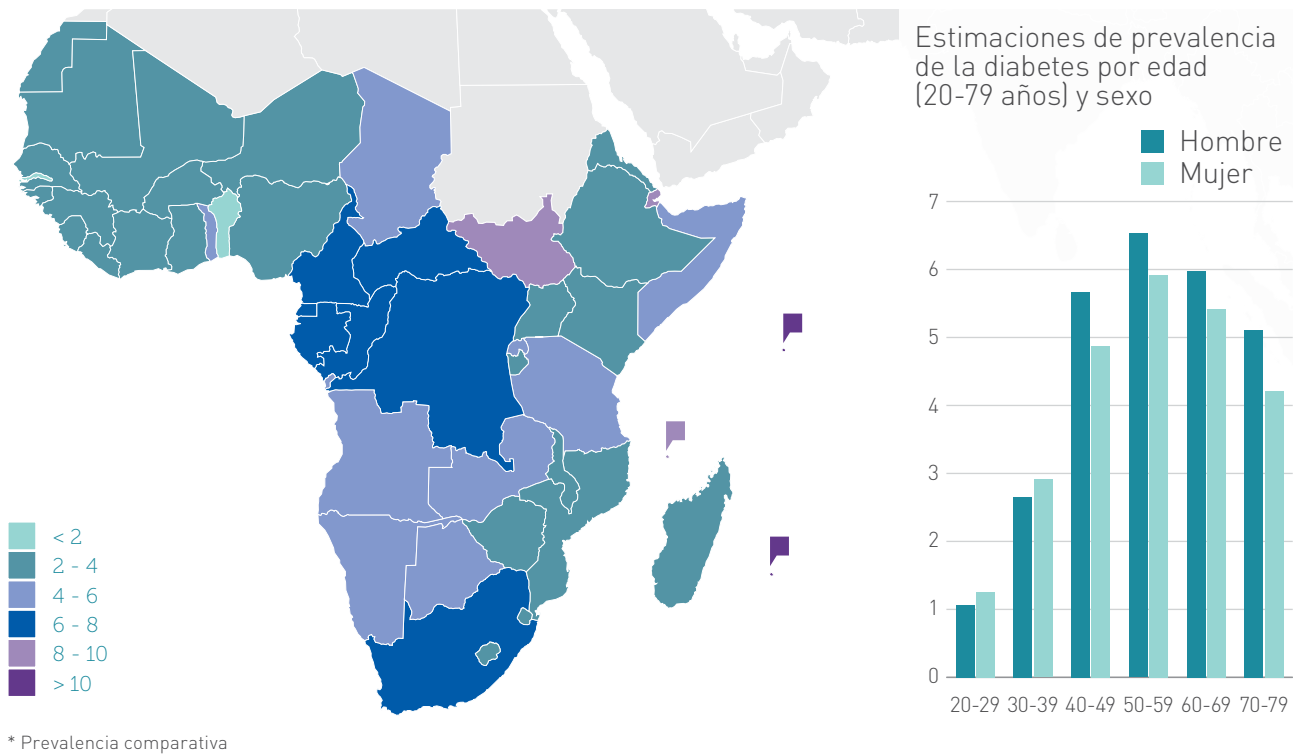 Estimaciones de prevalencia
de la diabetes por edad
(20-79 años) y sexo
Hombre
Mujer
7
6
5
4
3
2
1
0
20-29 30-39 40-49 50-59 60-69 70-79
< 2
2 - 4
4 - 6
6 - 8
8 - 10
> 10
* Prevalencia comparativa